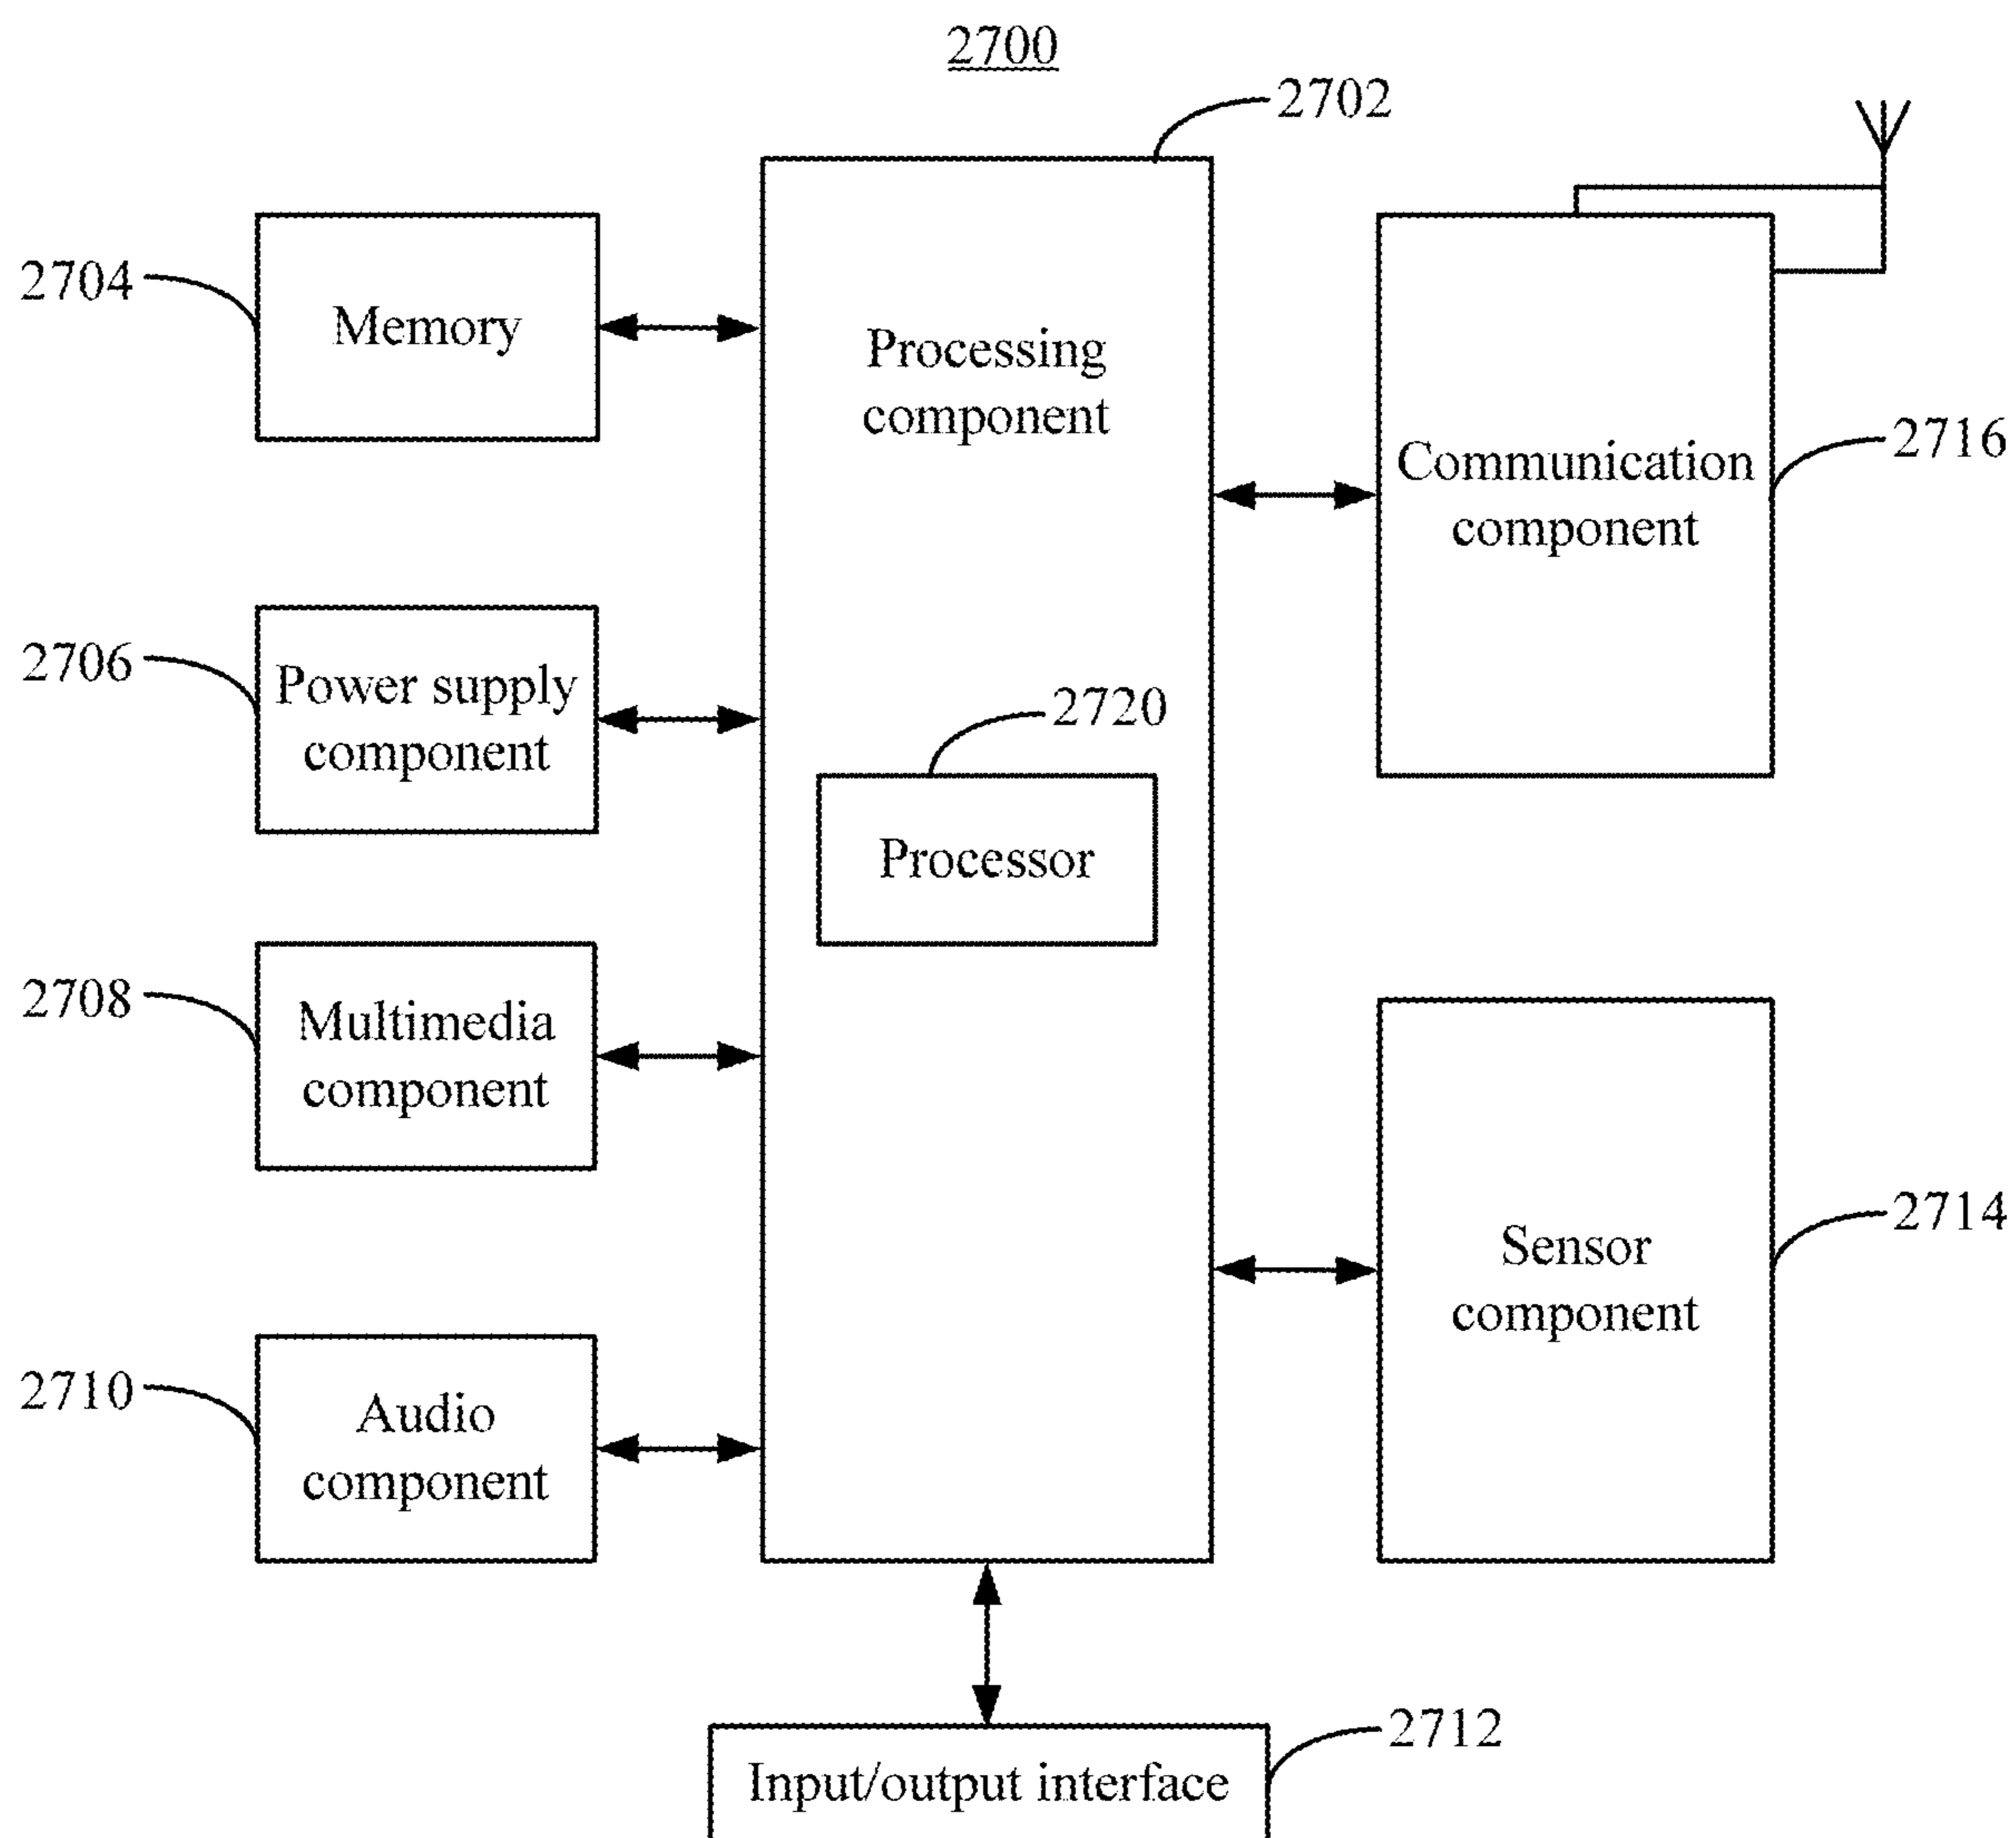 2700
2702
2704
Memory
Processing
component
Communication
component
2716
2706
Power supply
component
2720
Processor
2708
Multimedia
component
Sensor
component
2714
2710
Audio
component
2712
Input/output interface